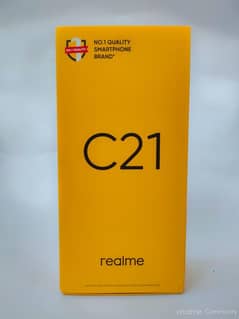 NO.1 QUALITY
SMARTPHONE
BRAND*
C21
realme
realme Community